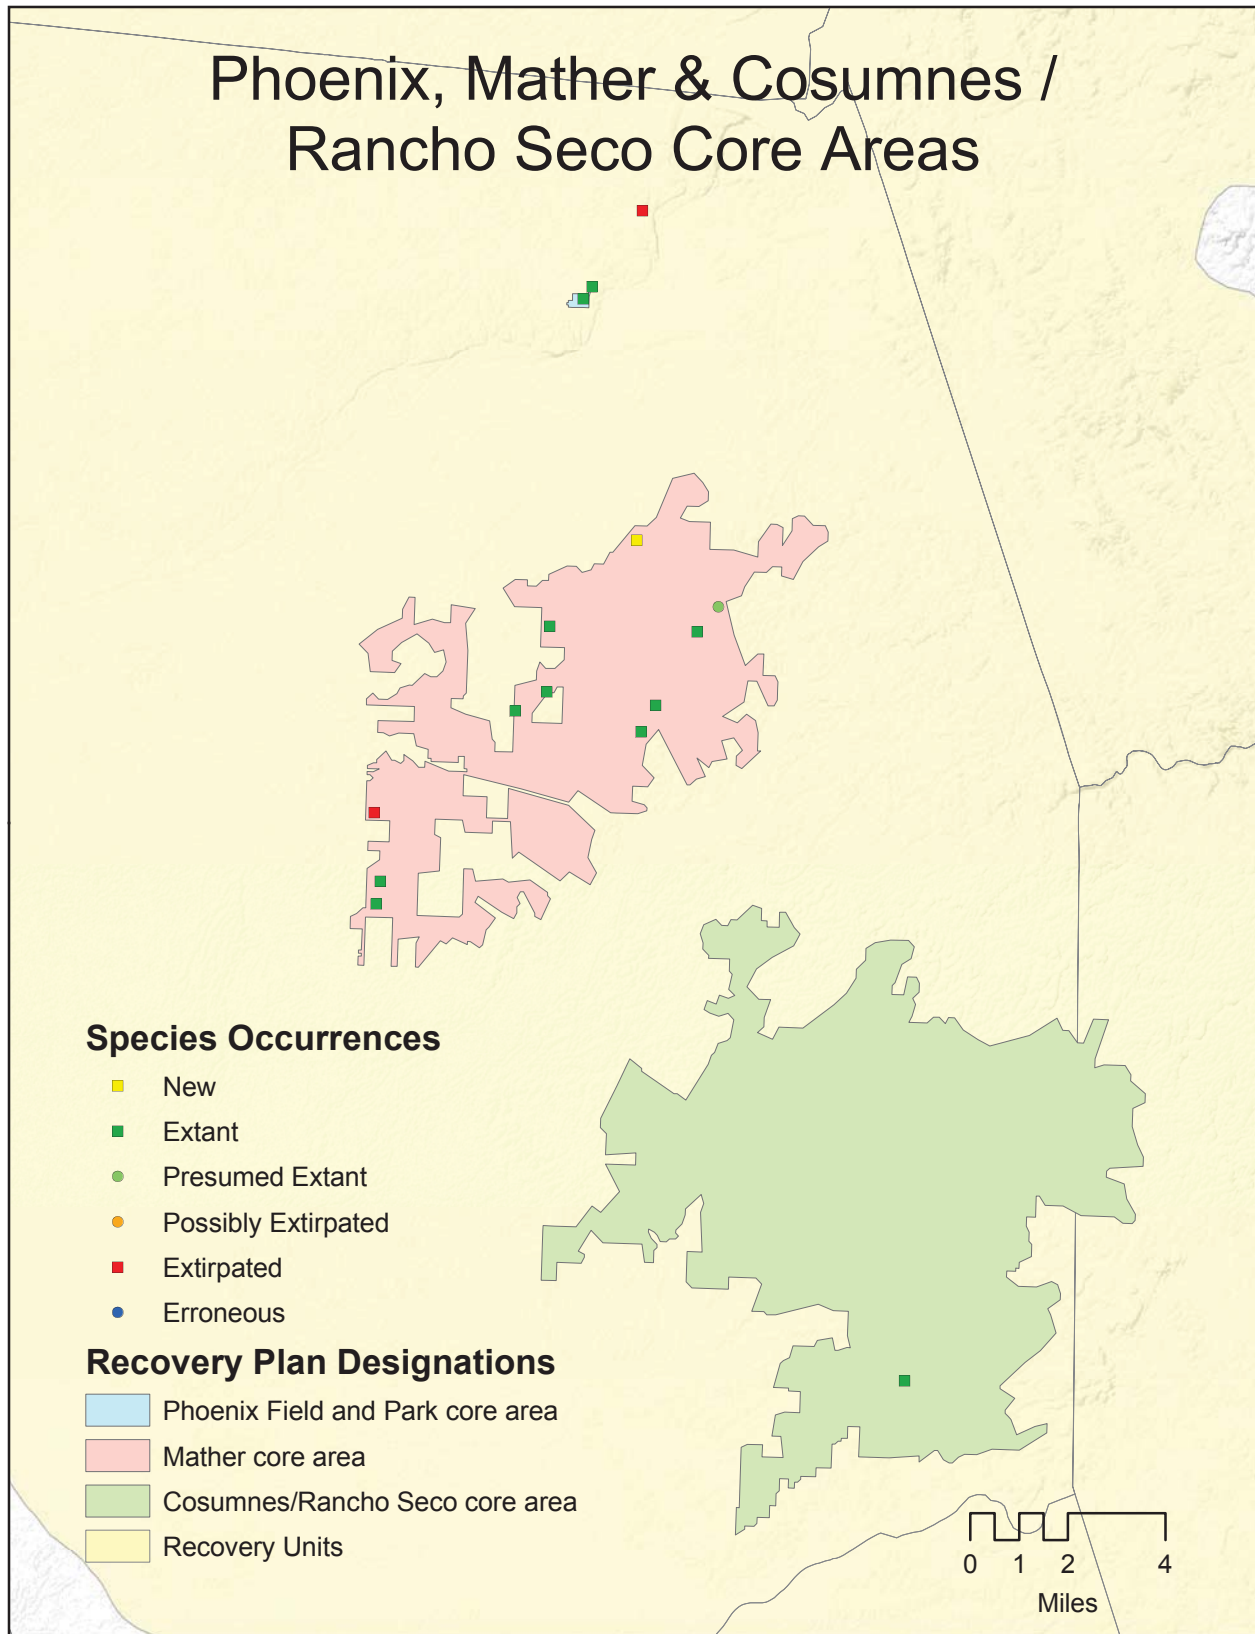 Phoenix, Mather & Cosumnes /
Rancho Seco Core Areas
Species Occurrences
New
Extant
Presumed Extant
Possibly Extirpated
Extirpated
Erroneous
Recovery Plan Designations
Phoenix Field and Park core area
Mather core area
Cosumnes/Rancho Seco core area
Recovery Units
0 1 2 4
Miles